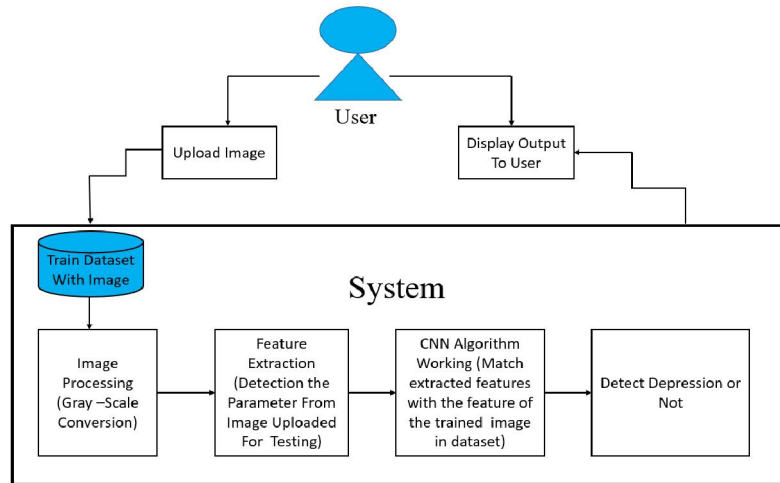 User
Upload Image
Display Output
To User
Train Dataset
With Image
System
Image
Processing
(Gray –Scale
Conversion)
Feature
Extraction
(Detection the
Parameter From
Image Uploaded
For Testing)
CNN Algorithm
Working (Match
extracted features
with the feature of
the trained image
in dataset)
Detect Depression or
Not